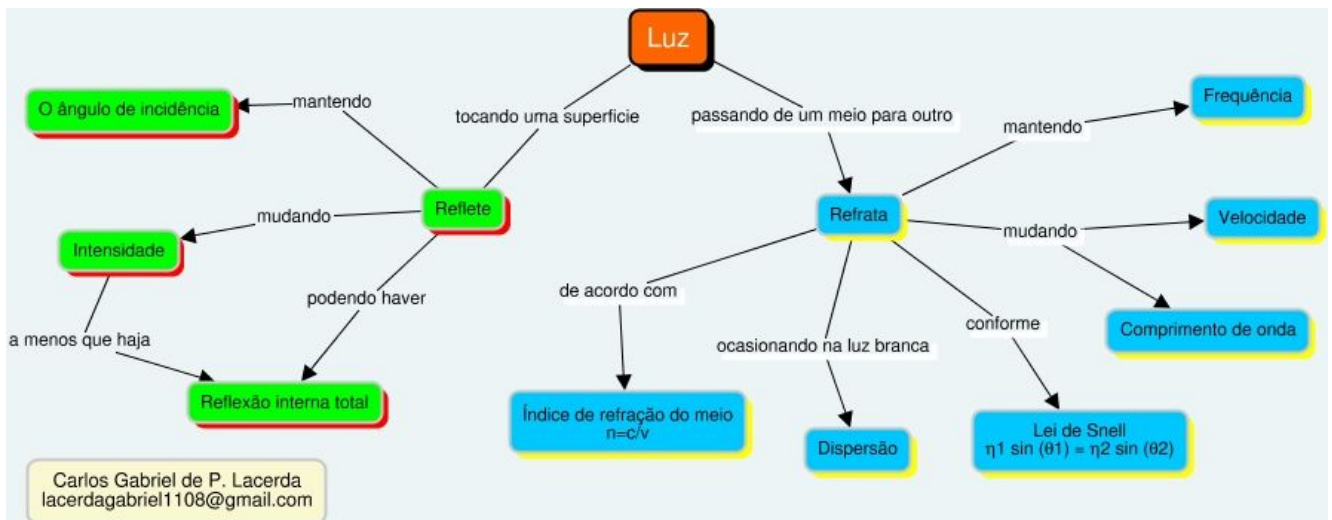 Luz
O ângulo de incidência
mantendo
tocando uma superficie
passando de um meio para outro
Frequência
mantendo
Reflete
Refrata
mudando
Intensidade
mudando
Velocidade
podendo haver
de acordo com
conforme
Comprimento de onda
a menos que haja
ocasionando na luz branca
Reflexão interna total
Índice de refração do meio
n=c/v
Dispersão
Lei de Snell
η1 sin (θ1) = η2 sin (θ2)
Carlos Gabriel de P. Lacerda
lacerdagabriel1108@gmail.com